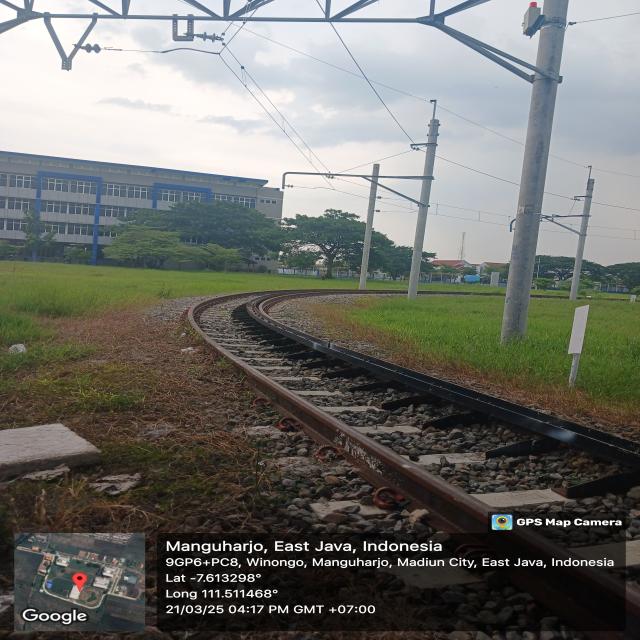 GPS Map Camera
Manguharjo, East Java, Indonesia
9GP6+PC8, Winongo, Manguharjo, Madiun City, East Java, Indonesia
Lat -7.613298°
Long 111.511468°
21/03/25 04:17 PM GMT +07:00
Google